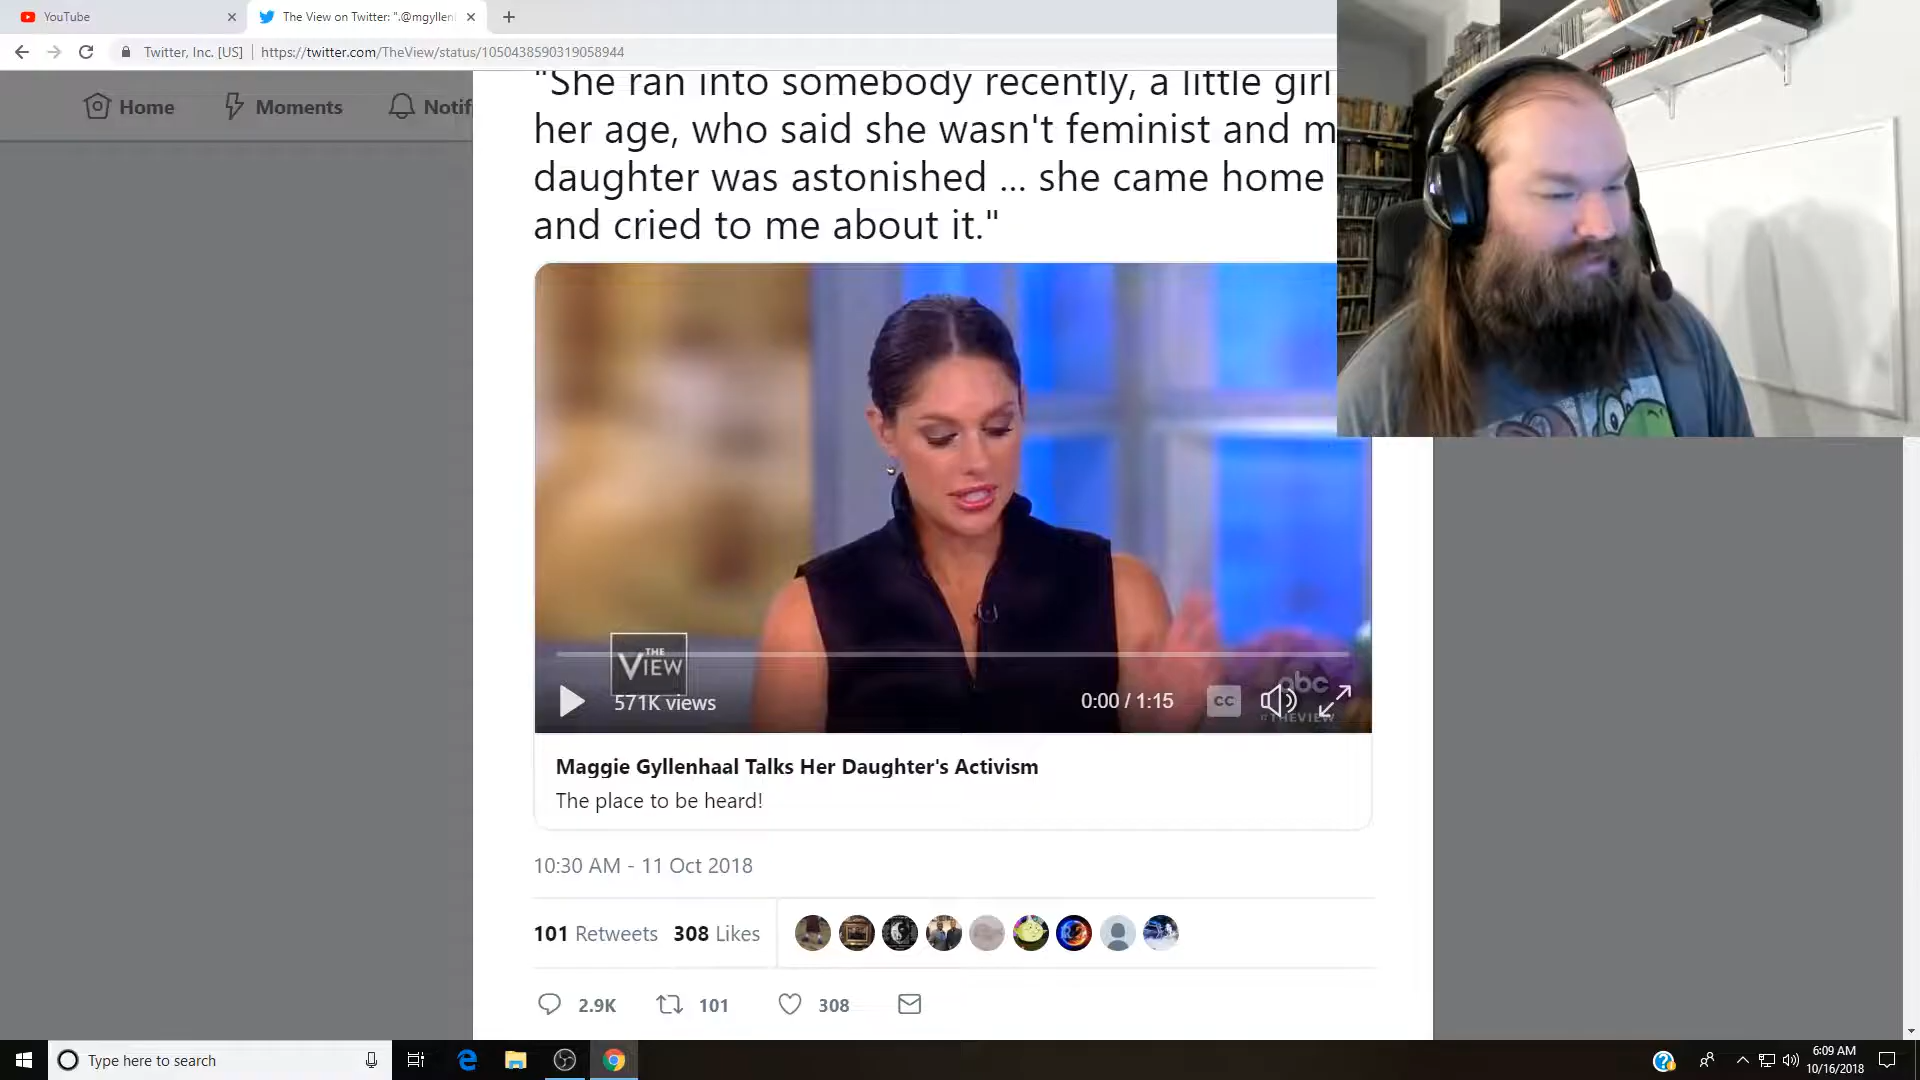 YouTube
The View on Twitter: ".@mgyllen
Twitter, Inc. [US] https://twitter.com/TheView/status/1050438590319058944
Home Moments Notif
"She ran into somebody recently, a little girl
her age, who said she wasn't feminist and m
daughter was astonished ... she came home
and cried to me about it."
THE
VIEW
571K views
0:00 / 1:15
CC
abc
#THEVIEW
Maggie Gyllenhaal Talks Her Daughter's Activism
The place to be heard!
10:30 AM - 11 Oct 2018
101 Retweets 308 Likes
2.9K 101 308
Type here to search
6:09 AM
10/16/2018